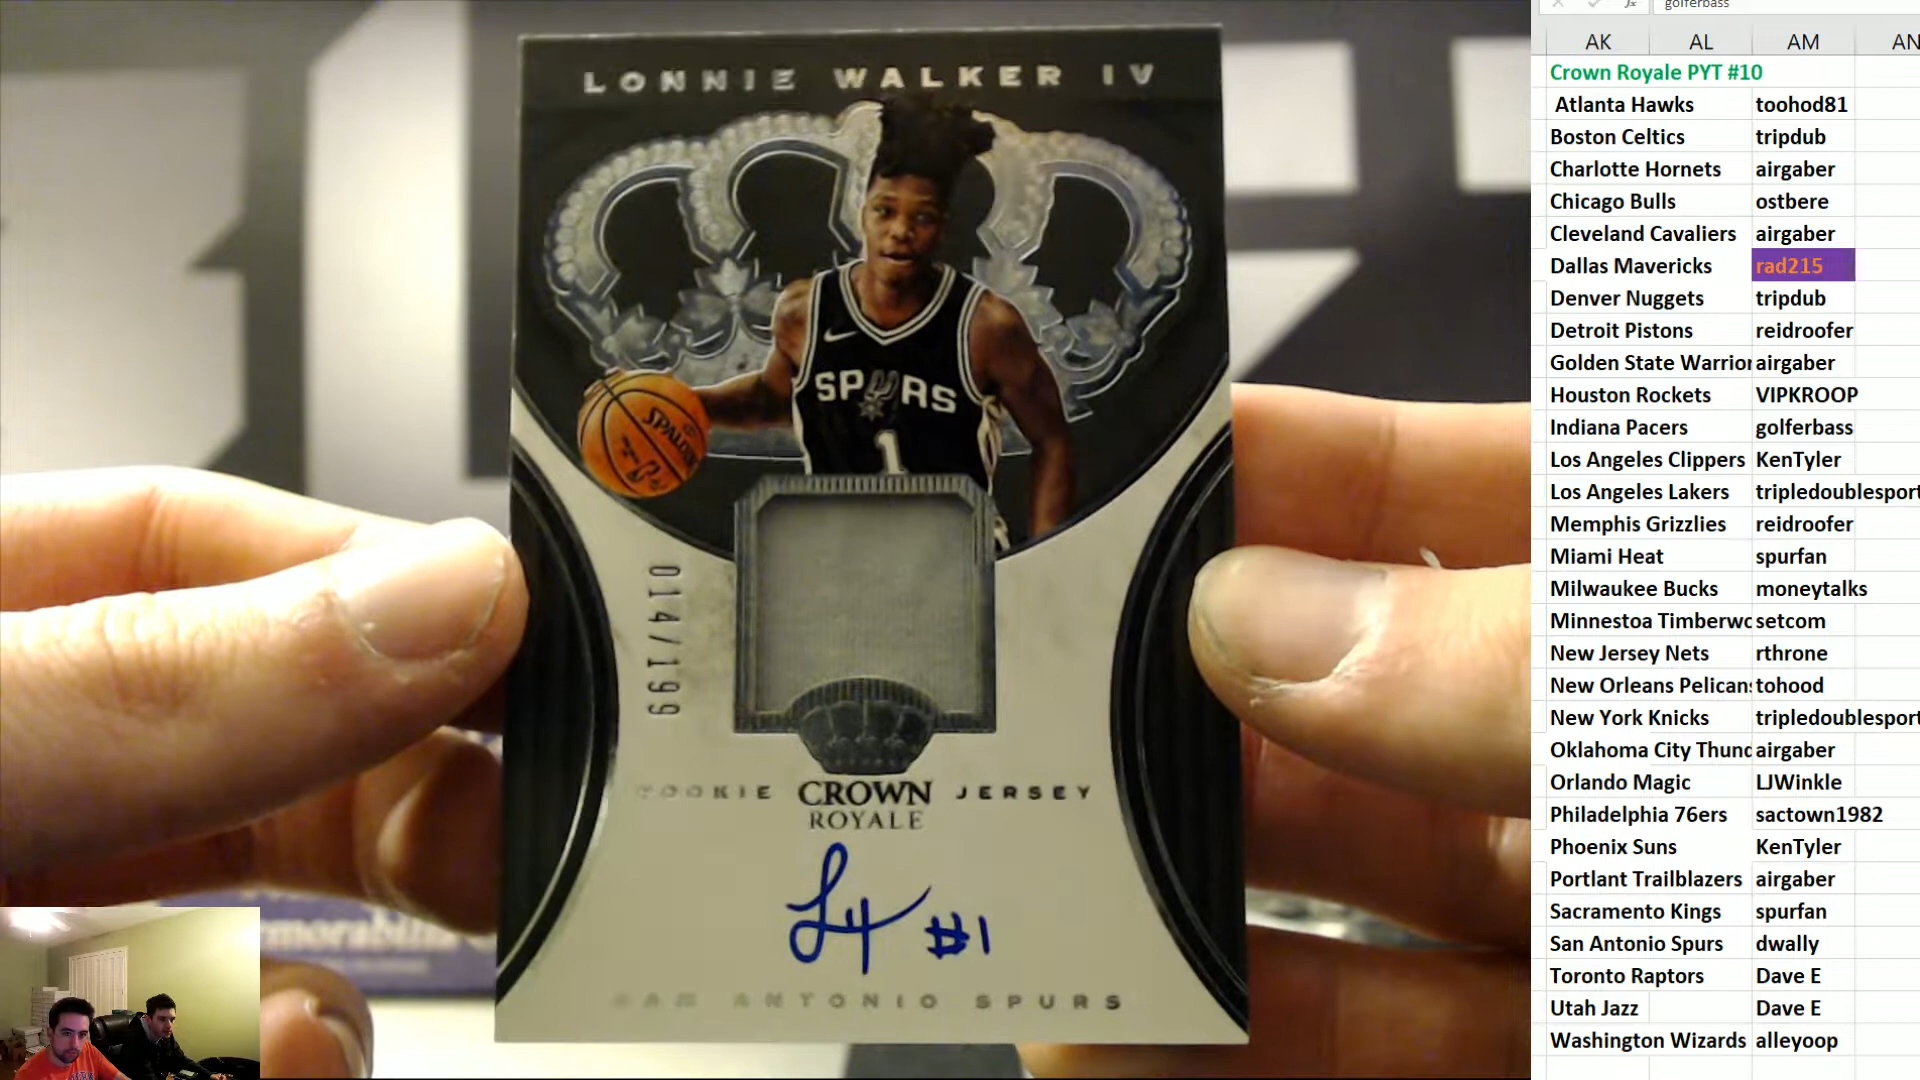 LONNIE WALKER IV
SPURS
1
SPALDING
014/199
ROOKIE CROWN JERSEY
ROYALE
#1
SAN ANTONIO SPURS
golferbass
AK AL AM AN
Crown Royale PYT #10
Atlanta Hawks toohod81
Boston Celtics tripdub
Charlotte Hornets airgaber
Chicago Bulls ostbere
Cleveland Cavaliers airgaber
Dallas Mavericks rad215
Denver Nuggets tripdub
Detroit Pistons reidroofer
Golden State Warrior airgaber
Houston Rockets VIPKROOP
Indiana Pacers golferbass
Los Angeles Clippers KenTyler
Los Angeles Lakers tripledoublesport
Memphis Grizzlies reidroofer
Miami Heat spurfan
Milwaukee Bucks moneytalks
Minnestoa Timberwo setcom
New Jersey Nets rthrone
New Orleans Pelicans tohood
New York Knicks tripledoublesport
Oklahoma City Thund airgaber
Orlando Magic LJWinkle
Philadelphia 76ers sactown1982
Phoenix Suns KenTyler
Portlant Trailblazers airgaber
Sacramento Kings spurfan
San Antonio Spurs dwally
Toronto Raptors Dave E
Utah Jazz Dave E
Washington Wizards alleyoop